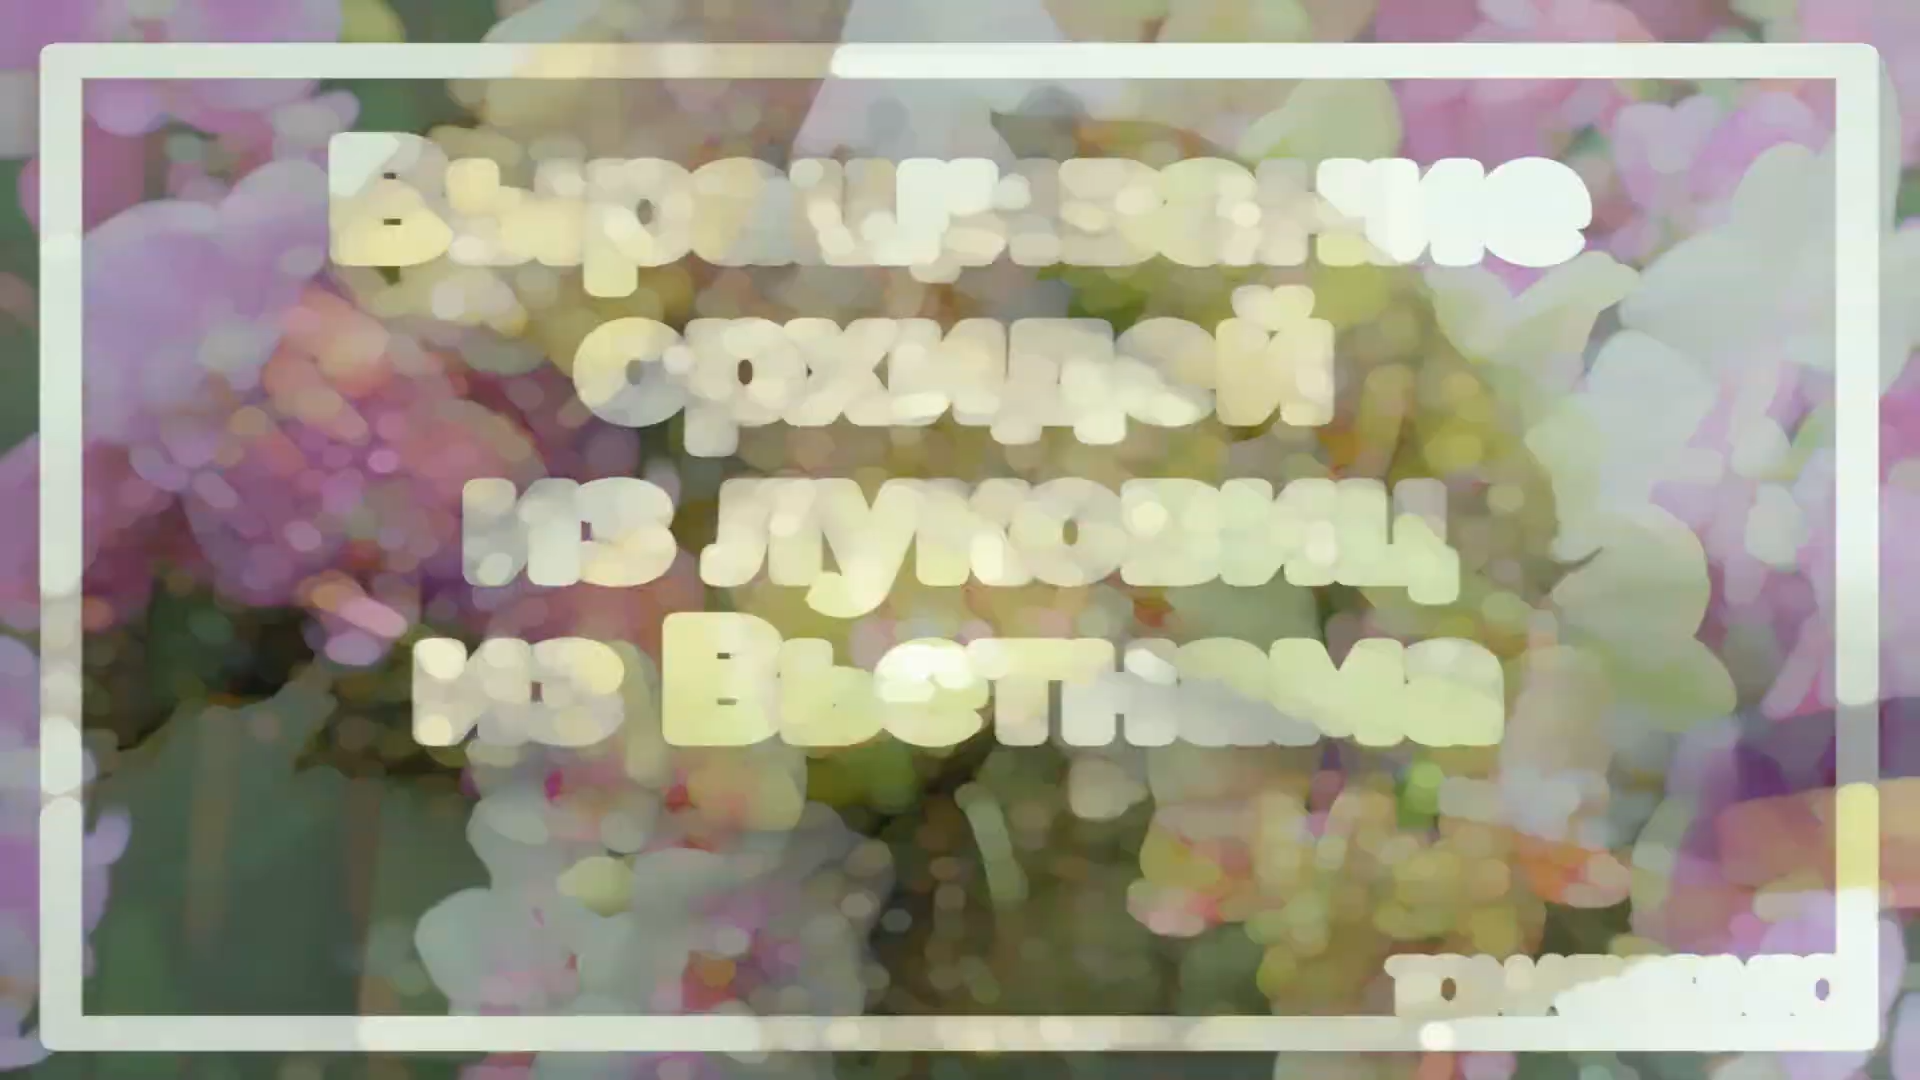 Выращивание
орхидей
из луковиц
из Вьетнама